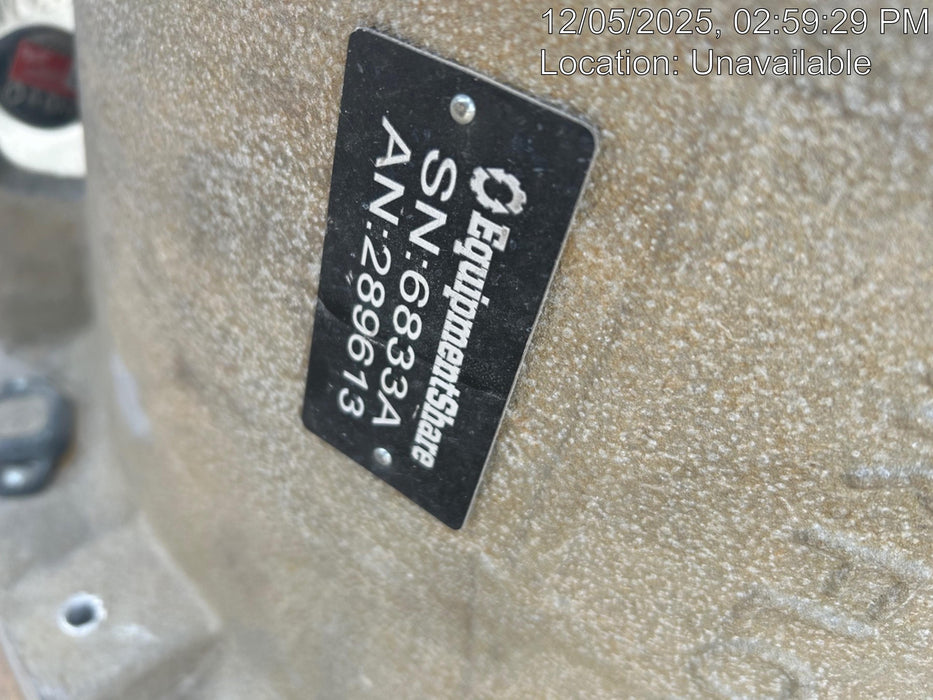 12/05/2025, 02:59:29 PM
Location: Unavailable
EquipmentShare
SN:6833A
AN:289613